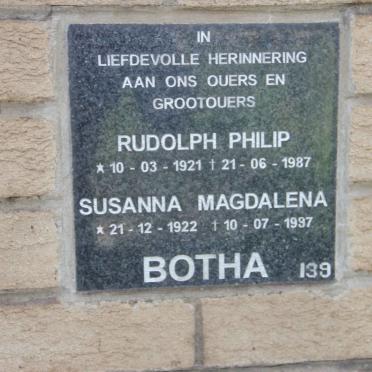 IN
LIEFDEVOLLE HERINNERING
AAN ONS OUERS EN
GROOTOUERS
RUDOLPH PHILIP
★ 10 - 03 - 1921 † 21 - 06 - 1987
SUSANNA MAGDALENA
★ 21 - 12 - 1922 † 10 - 07 - 1997
BOTHA 139